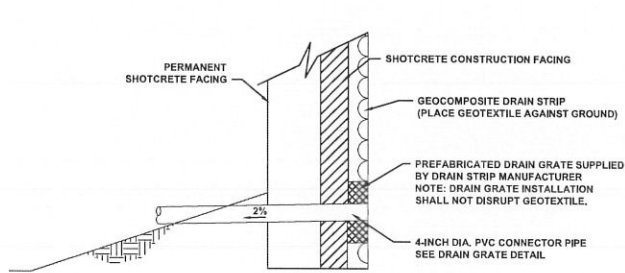 PERMANENT
SHOTCRETE FACING
SHOTCRETE CONSTRUCTION FACING
GEOCOMPOSITE DRAIN STRIP
(PLACE GEOTEXTILE AGAINST GROUND)
PREFABRICATED DRAIN GRATE SUPPLIED
BY DRAIN STRIP MANUFACTURER
NOTE: DRAIN GRATE INSTALLATION
SHALL NOT DISRUPT GEOTEXTILE.
2%
4-INCH DIA. PVC CONNECTOR PIPE
SEE DRAIN GRATE DETAIL